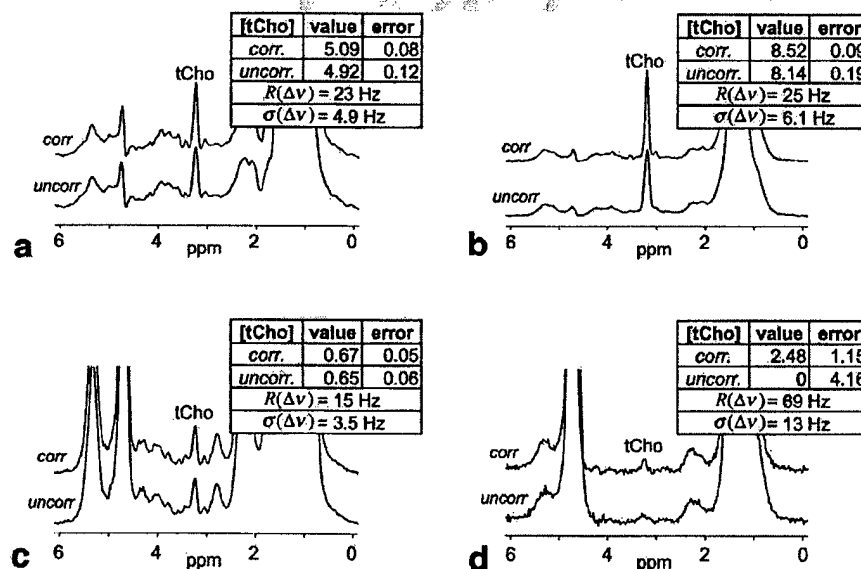 [tCho] value error
corr. 5.09 0.08
uncorr. 4.92 0.12
R(Δν) = 23 Hz
σ(Δν) = 4.9 Hz
tCho
corr
uncorr
6 4 2 0
ppm
a
[tCho] value error
corr. 8.52 0.09
uncorr. 8.14 0.19
R(Δν) = 25 Hz
σ(Δν) = 6.1 Hz
tCho
corr
uncorr
6 4 2 0
ppm
b
[tCho] value error
corr. 0.67 0.05
uncorr. 0.65 0.06
R(Δν) = 15 Hz
σ(Δν) = 3.5 Hz
tCho
corr
uncorr
6 4 2 0
ppm
c
[tCho] value error
corr. 2.48 1.15
uncorr. 0 4.16
R(Δν) = 69 Hz
σ(Δν) = 13 Hz
tCho
corr
uncorr
6 4 2 0
ppm
d